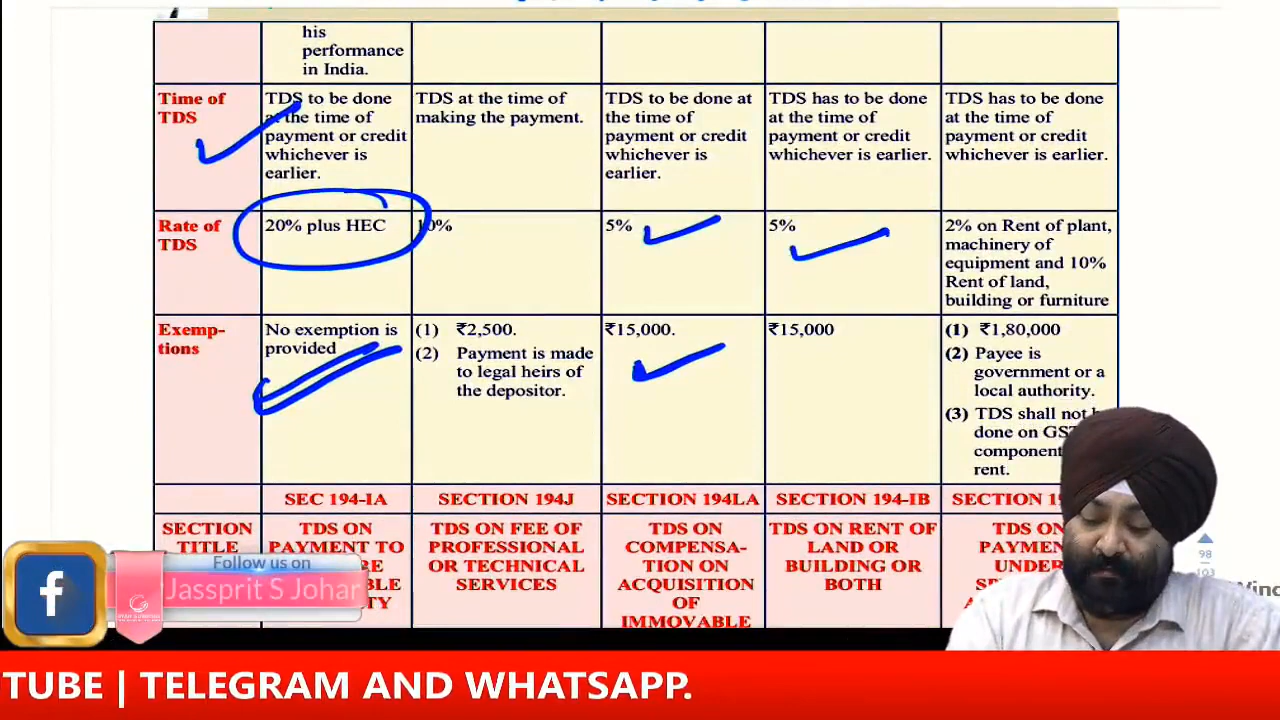 his
performance
in India.
Time of
TDS
TDS to be done
at the time of
payment or credit
whichever is
earlier.
TDS at the time of
making the payment.
TDS to be done at
the time of
payment or credit
whichever is
earlier.
TDS has to be done
at the time of
payment or credit
whichever is earlier.
TDS has to be done
at the time of
payment or credit
whichever is earlier.
Rate of
TDS
20% plus HEC
10%
5%
5%
2% on Rent of plant,
machinery of
equipment and 10%
Rent of land,
building or furniture
Exemp-
tions
No exemption is
provided
(1) ₹2,500.
(2) Payment is made
to legal heirs of
the depositor.
₹15,000.
₹15,000
(1) ₹1,80,000
(2) Payee is
government or a
local authority.
(3) TDS shall not
done on GST
component
rent.
SEC 194-IA
SECTION 194J
SECTION 194LA
SECTION 194-IB
SECTION
SECTION
TITLE
TDS ON
PAYMENT TO
TDS ON FEE OF
PROFESSIONAL
OR TECHNICAL
SERVICES
TDS ON
COMPENSA-
TION ON
ACQUISITION
OF
IMMOVABLE
TDS ON RENT OF
LAND OR
BUILDING OR
BOTH
TDS ON
PAYMEN
UNDER
98
103
Follow us on
Jassprit S Johar
TUBE | TELEGRAM AND WHATSAPP.